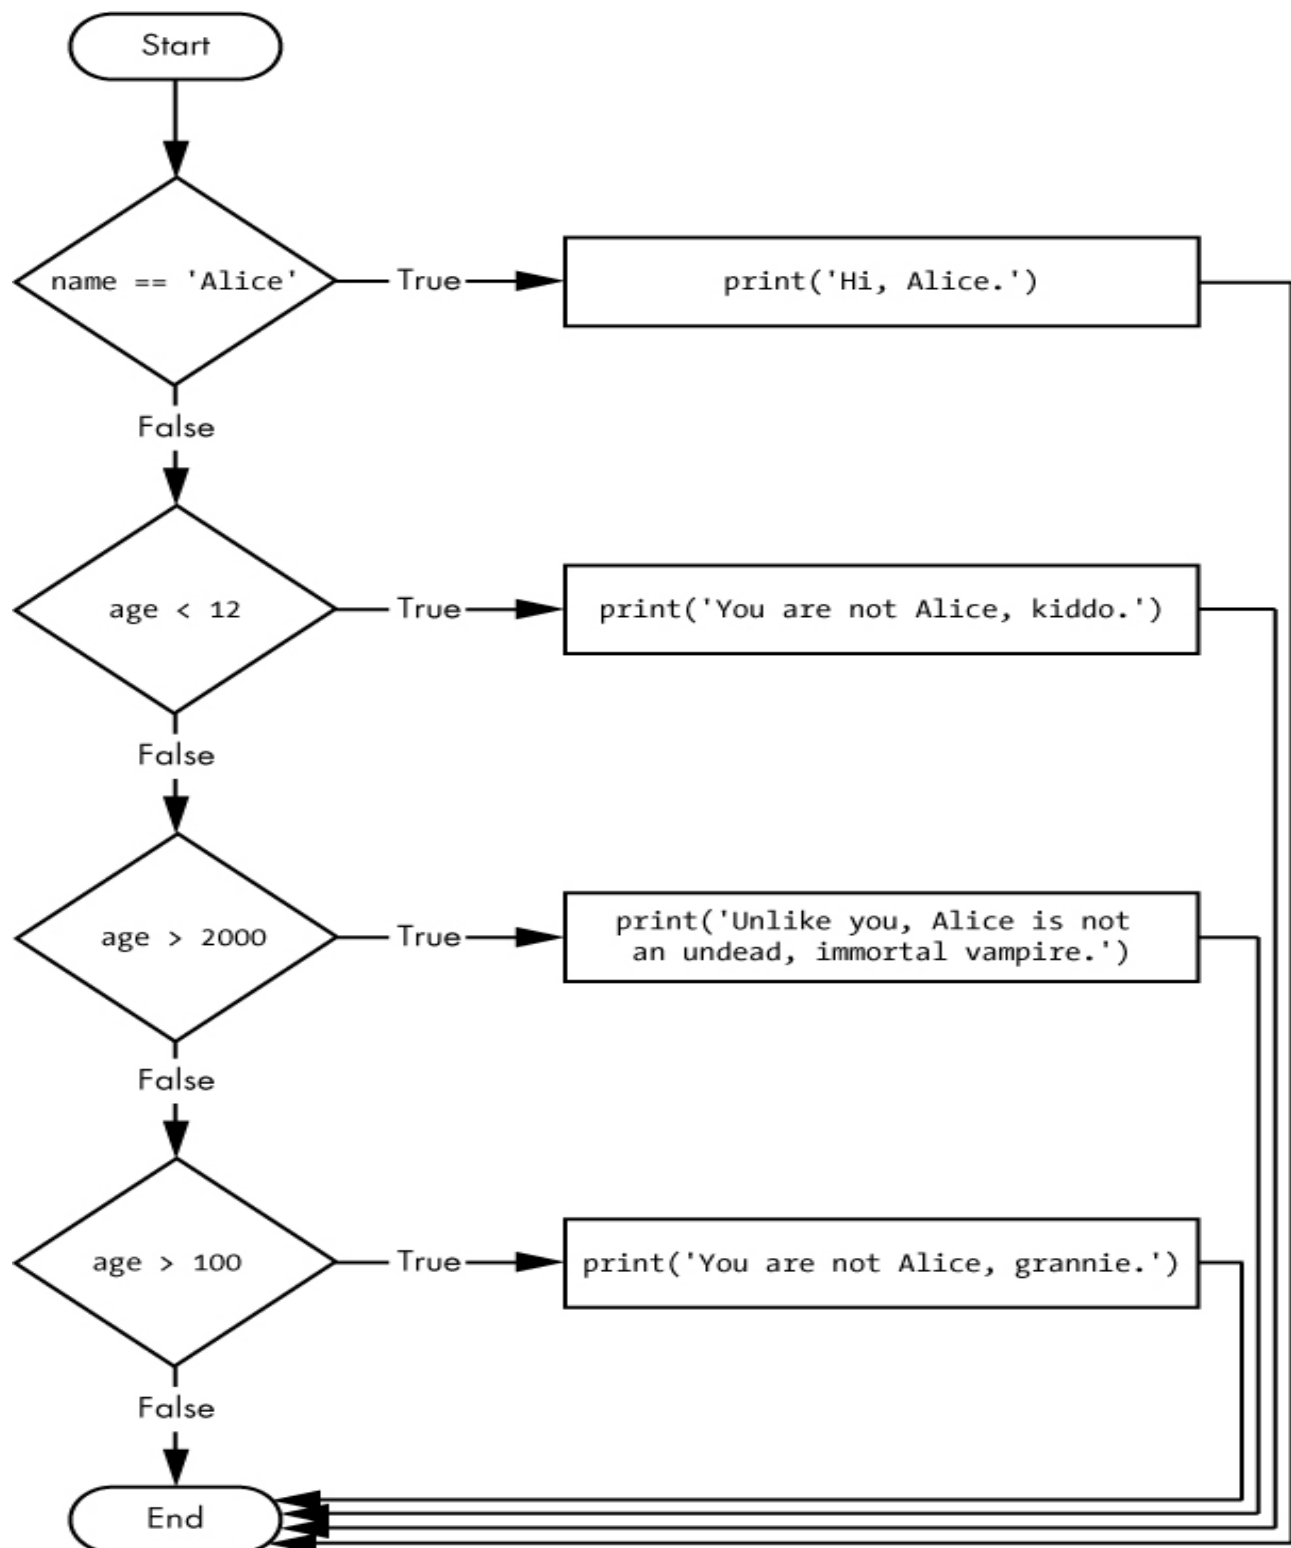 Start
name == 'Alice'
True
print('Hi, Alice.')
False
age < 12
True
print('You are not Alice, kiddo.')
False
age > 2000
True
print('Unlike you, Alice is not
an undead, immortal vampire.')
False
age > 100
True
print('You are not Alice, grannie.')
False
End